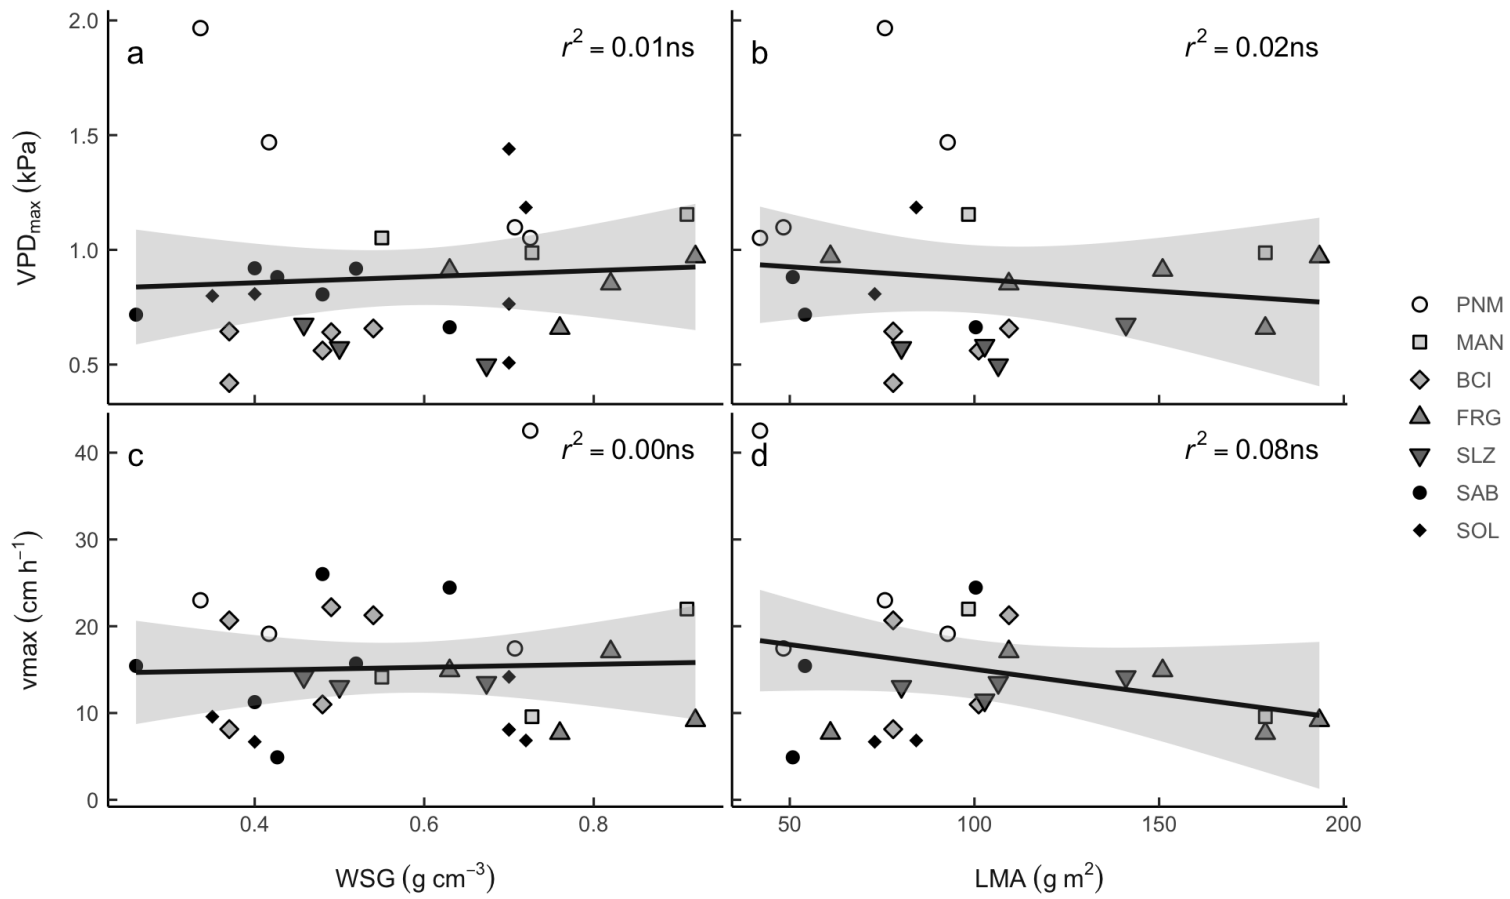 a
r² = 0.01ns
b
r² = 0.02ns
VPDmax (kPa)
2.0
1.5
1.0
0.5
c
r² = 0.00ns
d
r² = 0.08ns
vmax (cm h⁻¹)
40
30
20
10
0
0.4 0.6 0.8
50 100 150 200
WSG (g cm⁻³)
LMA (g m²)
PNM
MAN
BCI
FRG
SLZ
SAB
SOL